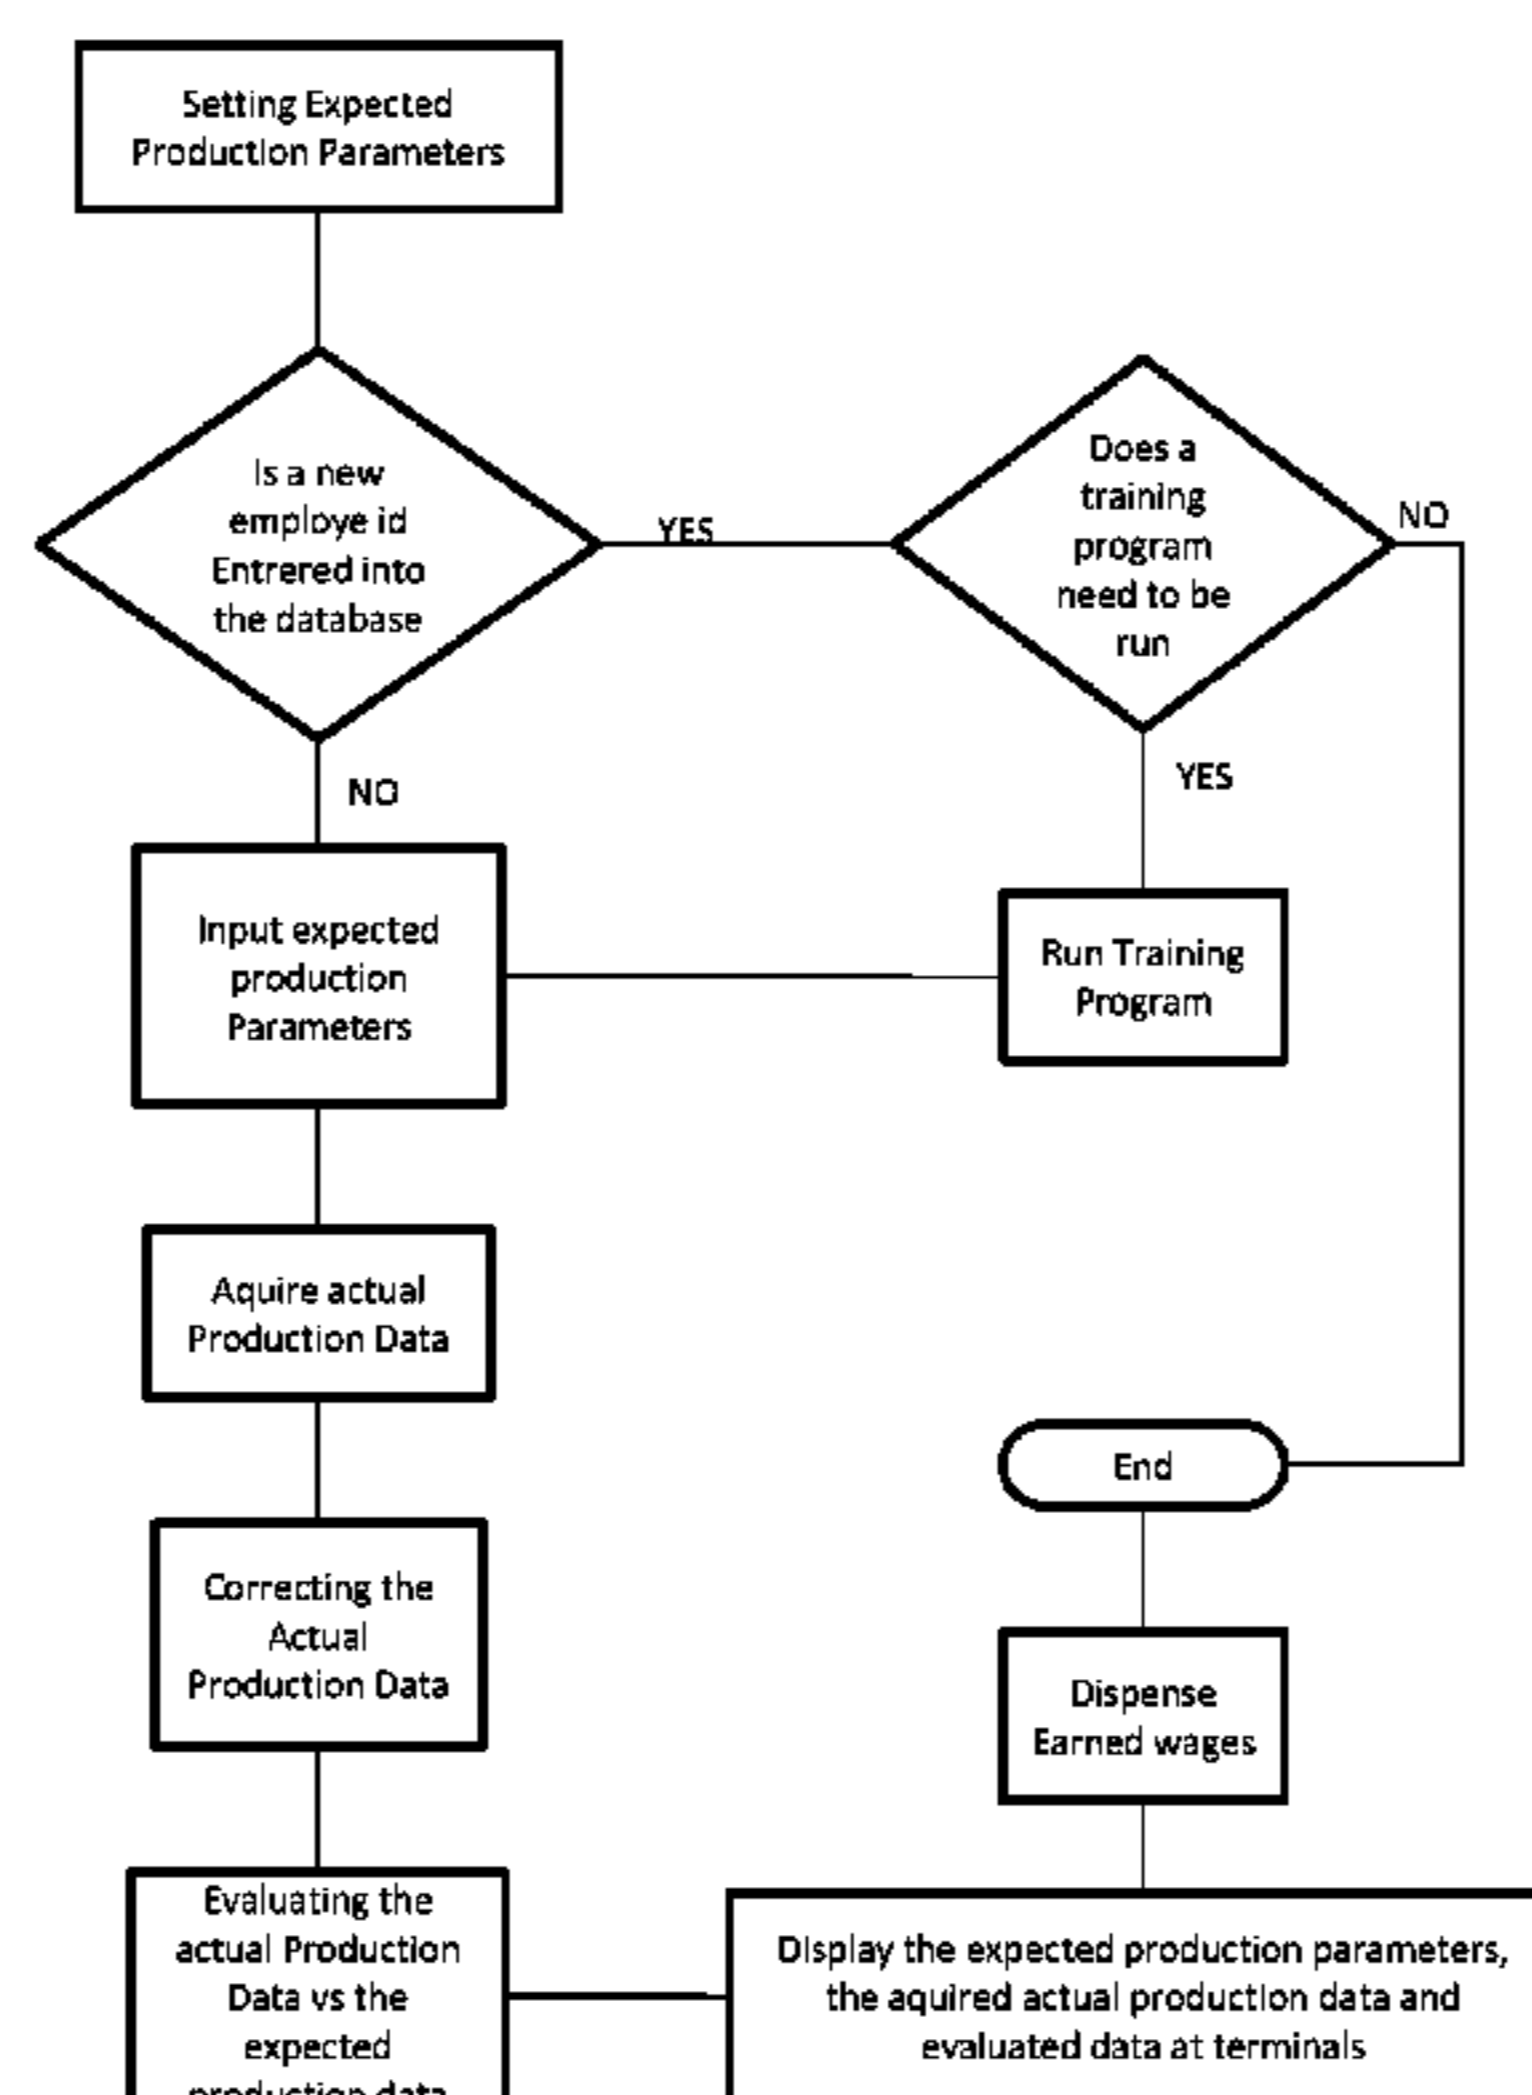 Setting Expected
Production Parameters
Is a new
employe id
Entrered into
the database
YES
Does a
training
program
need to be
run
NO
NO
YES
Input expected
production
Parameters
Run Training
Program
Aquire actual
Production Data
End
Correcting the
Actual
Production Data
Dispense
Earned wages
Evaluating the
actual Production
Data vs the
expected
production data
Display the expected production parameters,
the aquired actual production data and
evaluated data at terminals